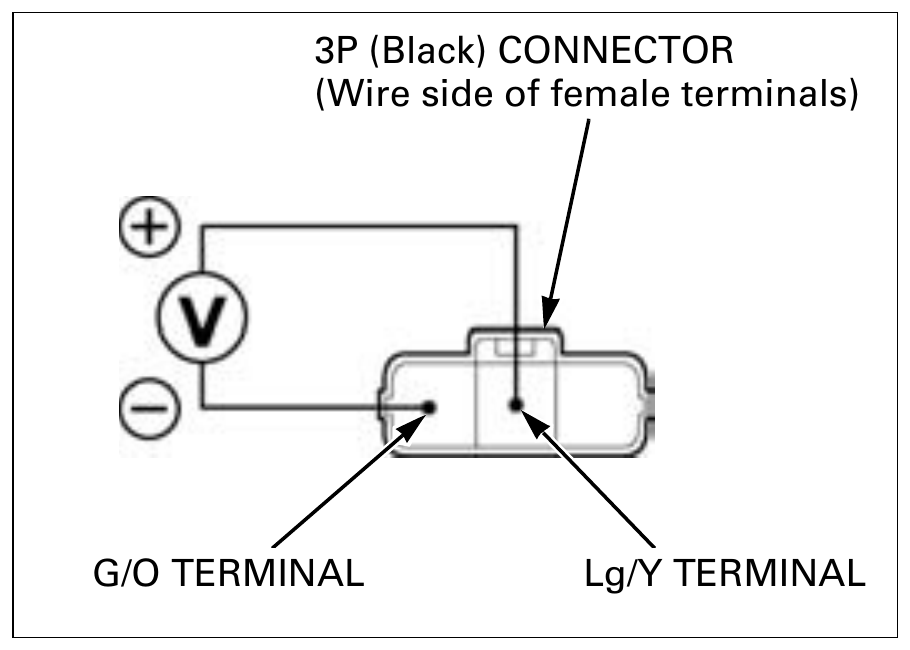 3P (Black) CONNECTOR
(Wire side of female terminals)
+
V
−
G/O TERMINAL
Lg/Y TERMINAL